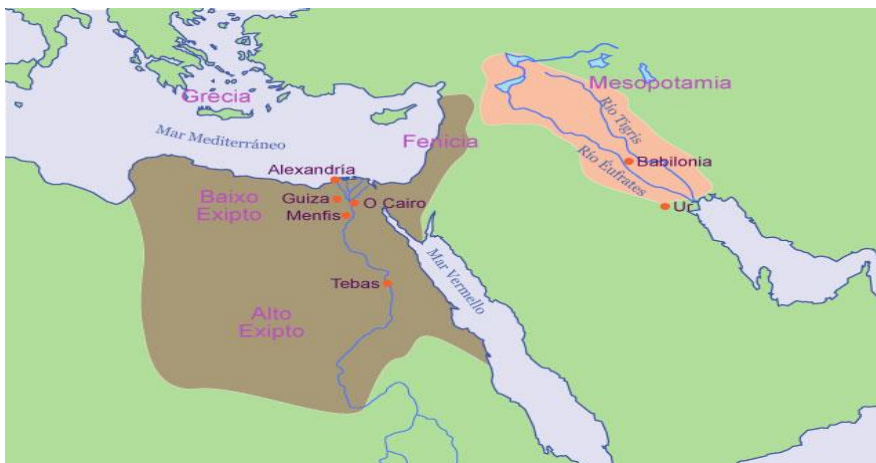 Mesopotamia
Grecia
Río Tigris
Mar Mediterráneo
Fenicia
Babilonia
Río Éufrates
Alexandría
Baixo
Exipto
Guiza
O Cairo
Menfis
Ur
Mar Vermello
Tebas
Alto
Exipto